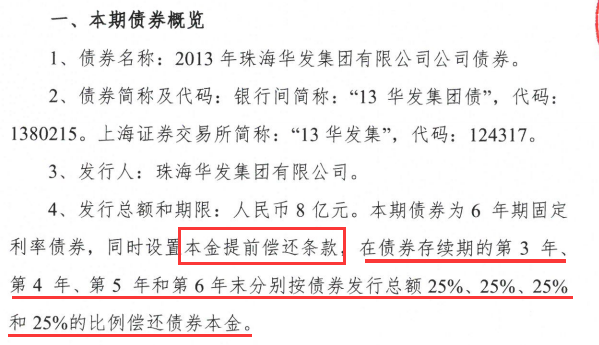 一、本期债券概览
1、债券名称：2013 年珠海华发集团有限公司公司债券。
2、债券简称及代码：银行间简称：“13 华发集团债”，代码：
1380215。上海证券交易所简称：“13 华发集”，代码：124317。
3、发行人：珠海华发集团有限公司。
4、发行总额和期限：人民币 8 亿元。本期债券为 6 年期固定
利率债券，同时设置本金提前偿还条款，在债券存续期的第 3 年、
第 4 年、第 5 年和第 6 年末分别按债券发行总额 25%、25%、25%
和 25%的比例偿还债券本金。